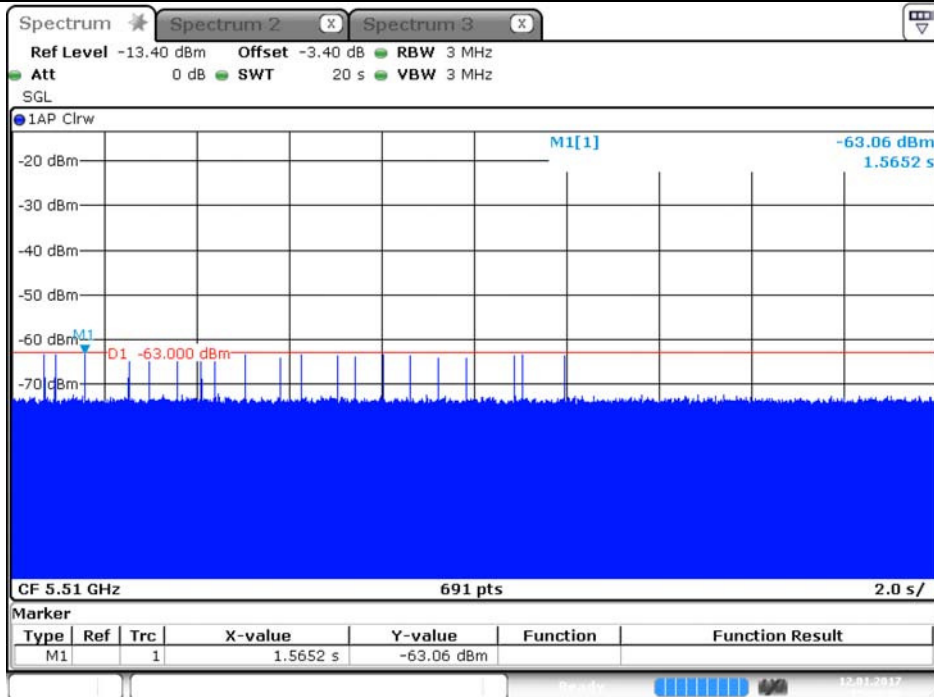 Spectrum Spectrum 2 X Spectrum 3 X
Ref Level -13.40 dBm Offset -3.40 dB RBW 3 MHz
Att 0 dB SWT 20 s VBW 3 MHz
SGL
1AP Clrw
M1[1] -63.06 dBm
1.5652 s
-20 dBm
-30 dBm
-40 dBm
-50 dBm
-60 dBm
M1
D1 -63.000 dBm
-70 dBm
CF 5.51 GHz 691 pts 2.0 s/
Marker
Type Ref Trc X-value Y-value Function Function Result
M1 1 1.5652 s -63.06 dBm
Ready 12.01.2017